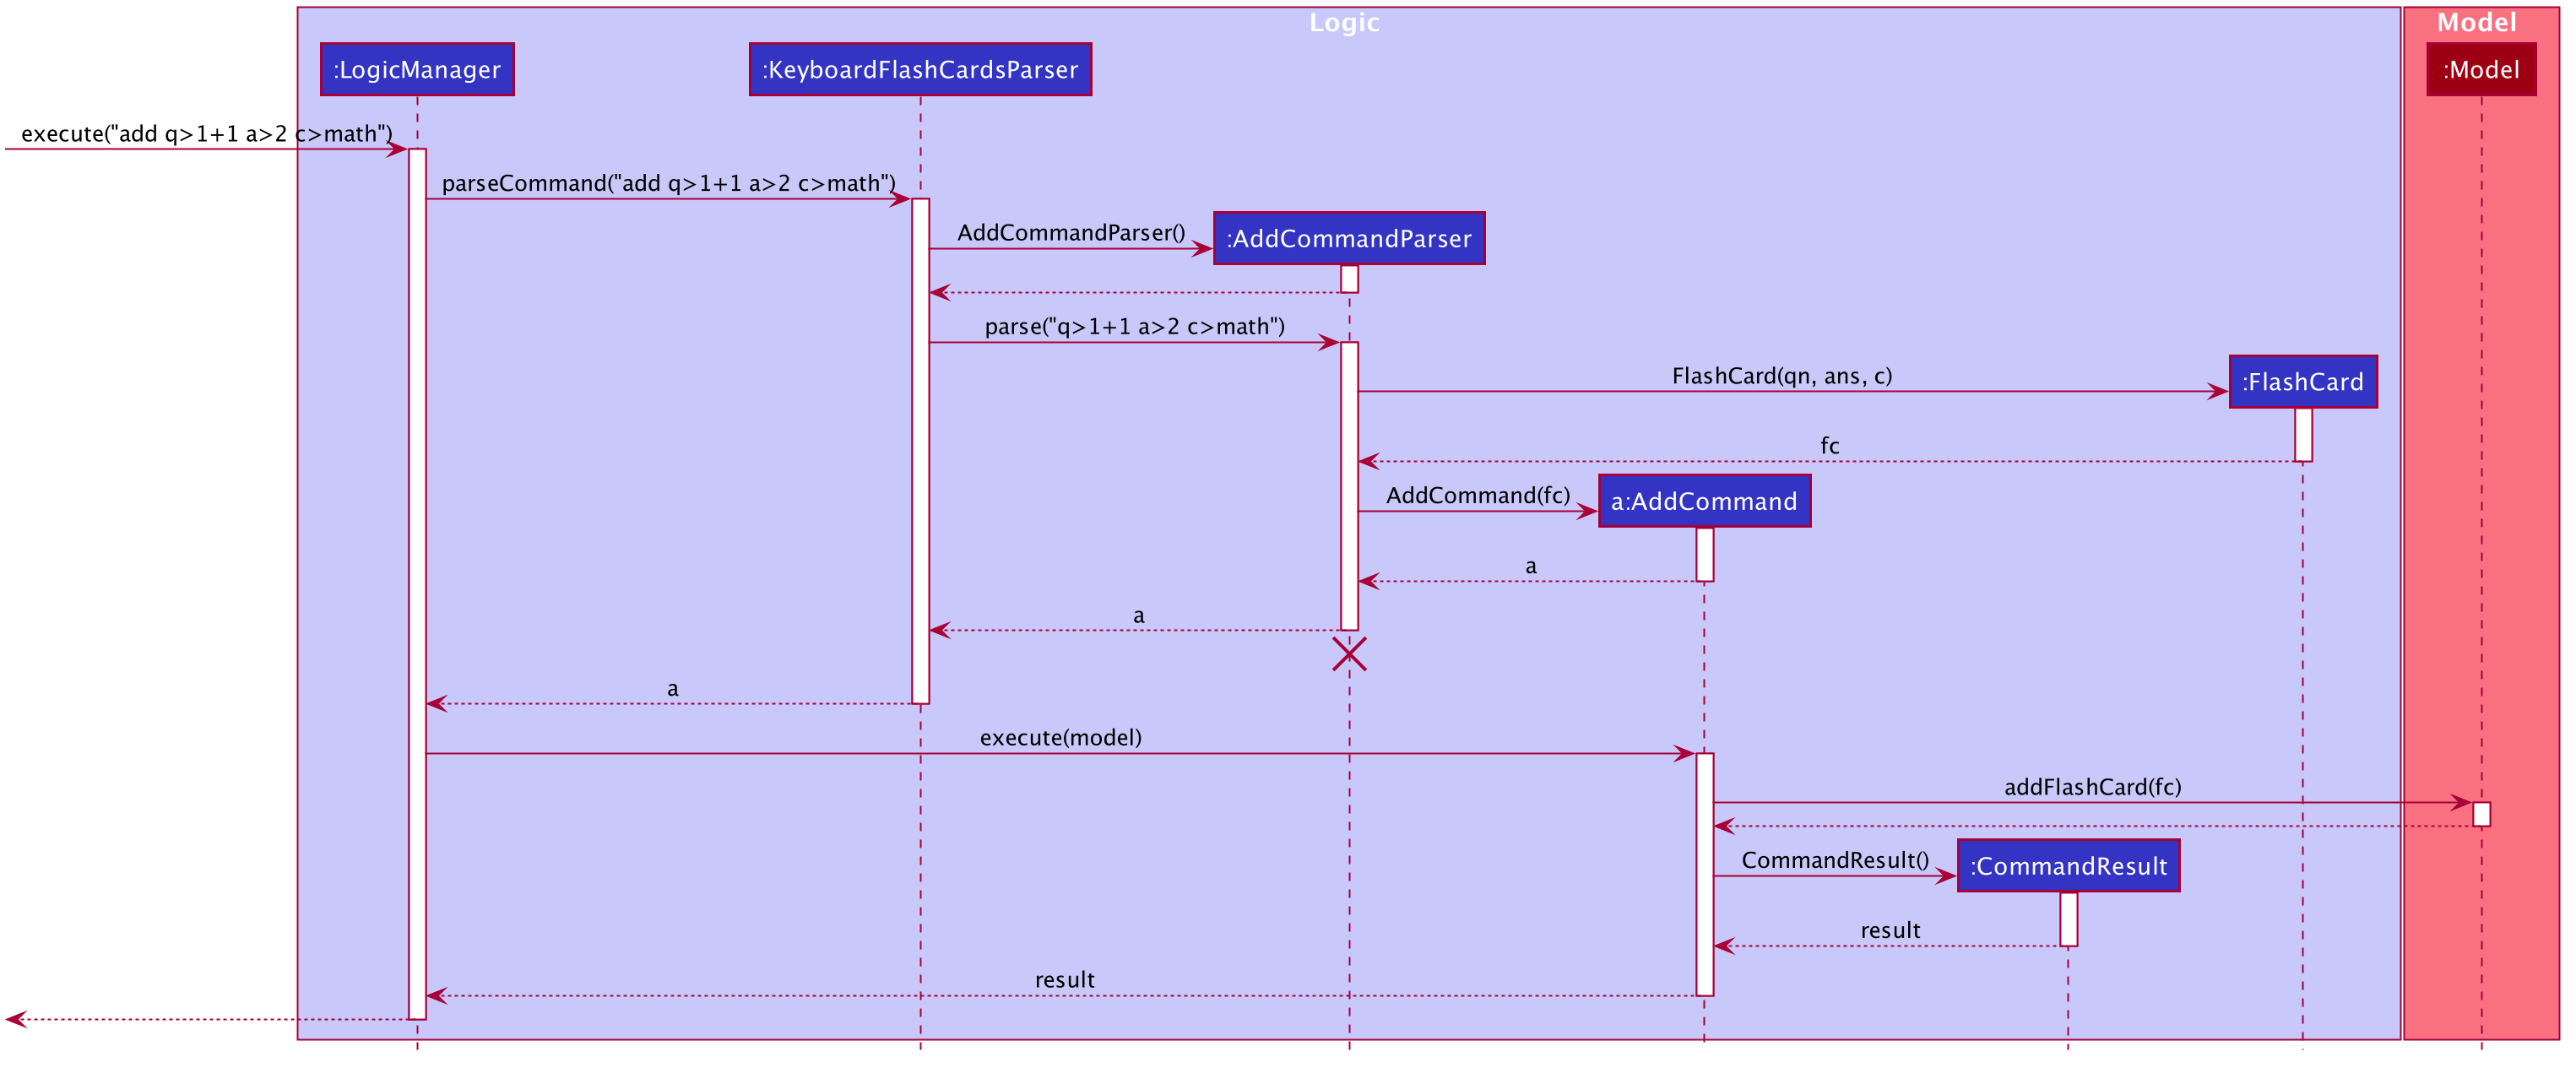 Logic
Model
:LogicManager
:KeyboardFlashCardsParser
:Model
execute("add q>1+1 a>2 c>math")
parseCommand("add q>1+1 a>2 c>math")
AddCommandParser()
:AddCommandParser
parse("q>1+1 a>2 c>math")
FlashCard(qn, ans, c)
:FlashCard
fc
AddCommand(fc)
a:AddCommand
a
a
a
execute(model)
addFlashCard(fc)
CommandResult()
:CommandResult
result
result